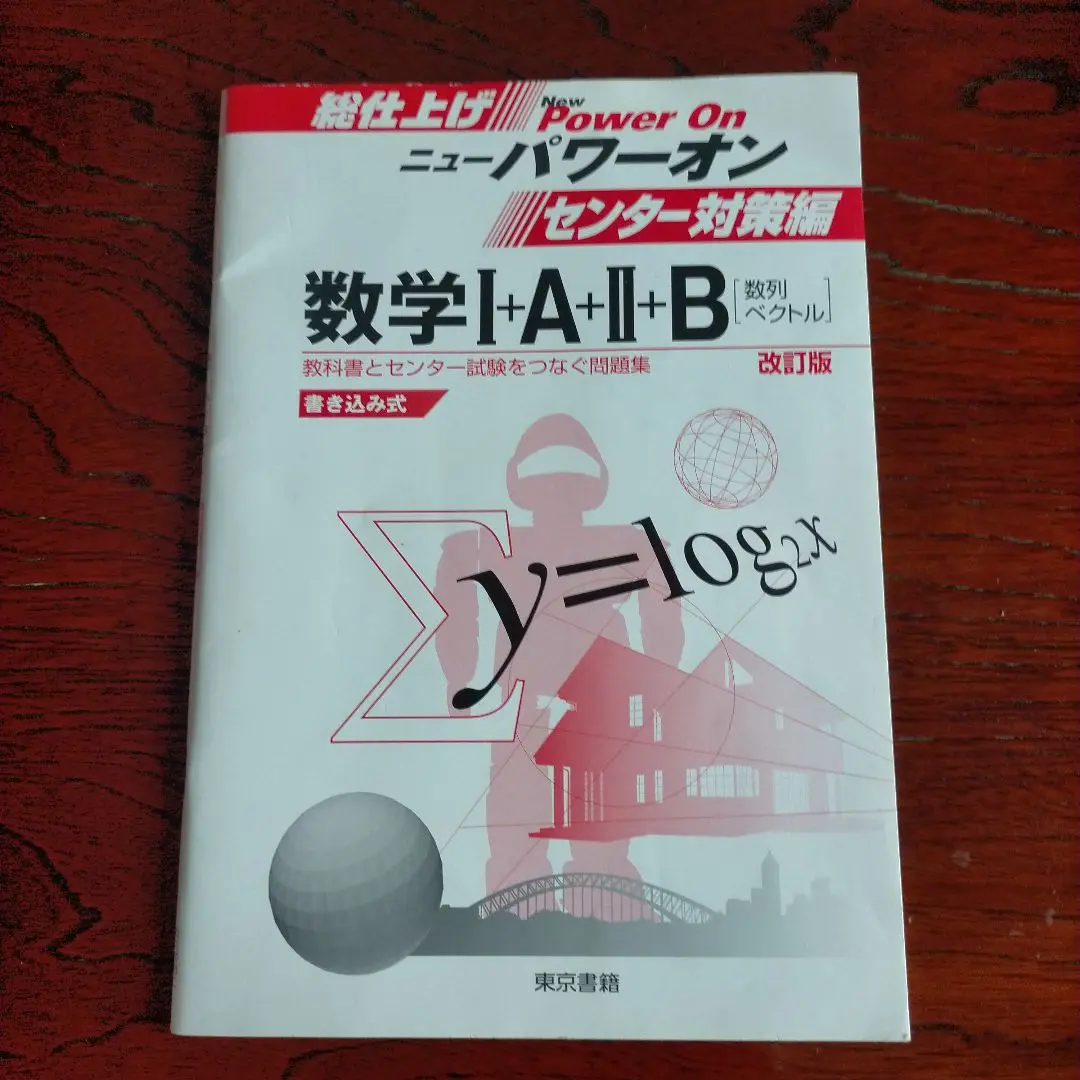 総仕上げ
New
Power On
ニューパワーオン
センター対策編
数学Ⅰ+A+Ⅱ+B[数列
ベクトル]
教科書とセンター試験をつなぐ問題集
改訂版
書き込み式
Σ
y=log₂x
東京書籍